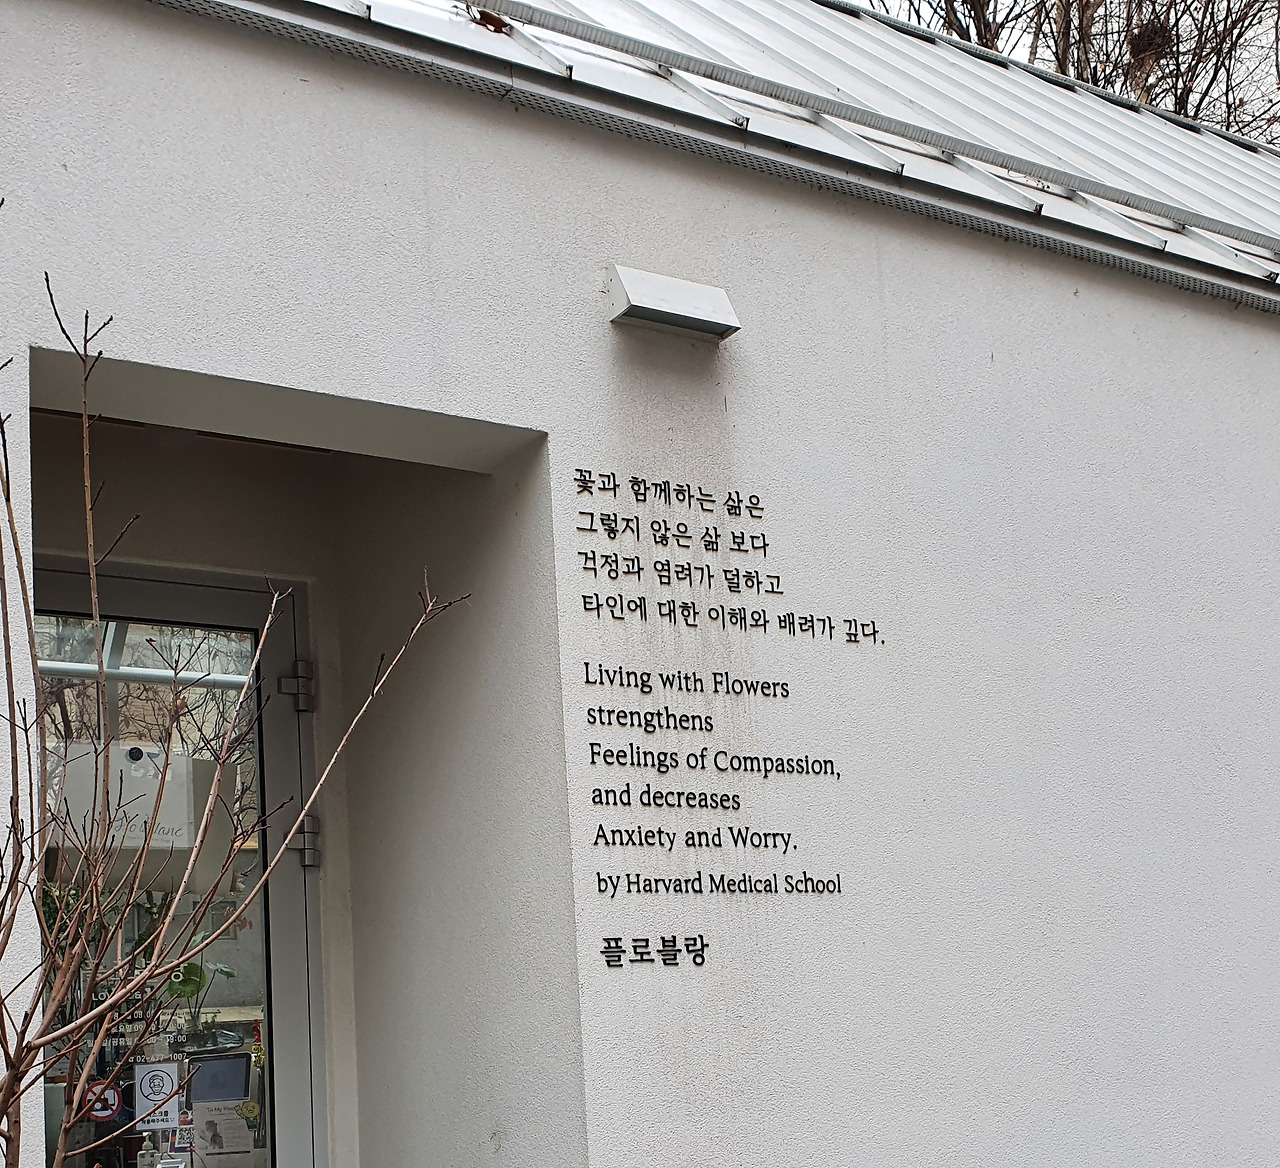 꽃과 함께하는 삶은
그렇지 않은 삶 보다
걱정과 염려가 덜하고
타인에 대한 이해와 배려가 깊다.
Living with Flowers
strengthens
Feelings of Compassion,
and decreases
Anxiety and Worry.
by Harvard Medical School
플로블랑
02-477-1007